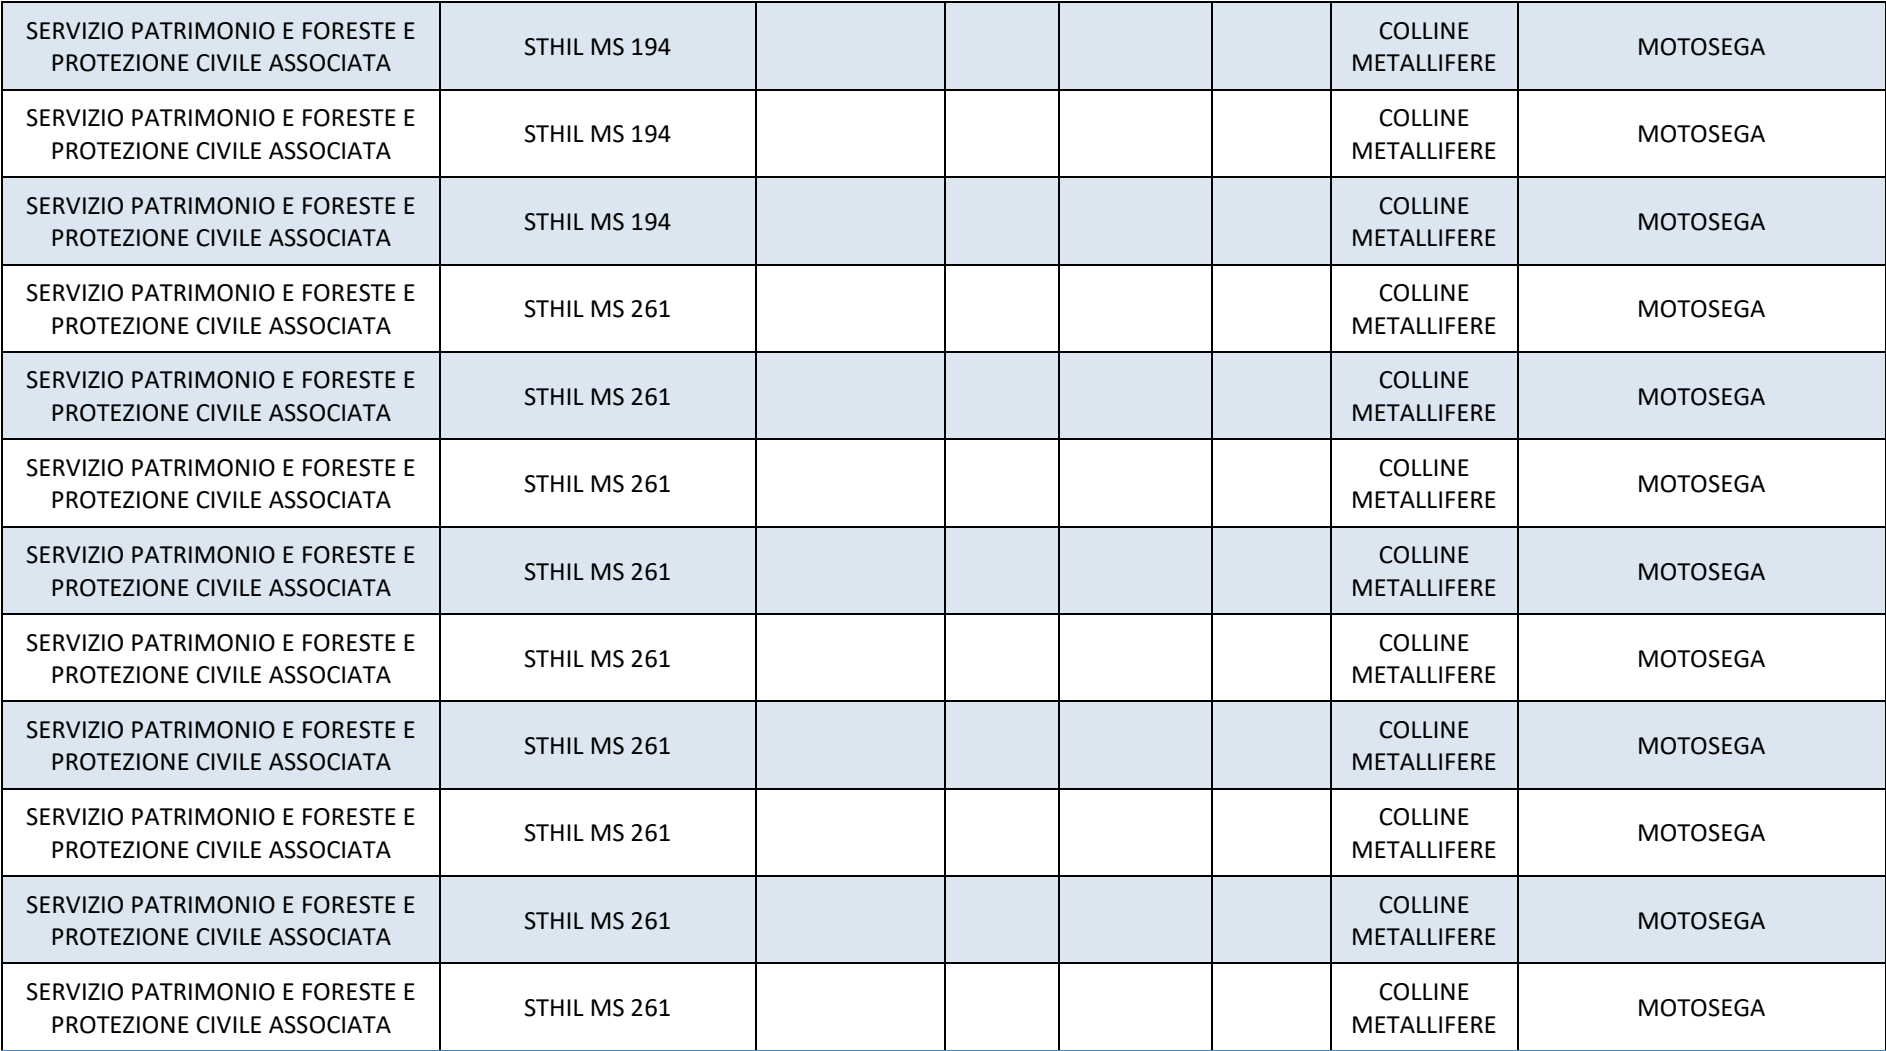 SERVIZIO PATRIMONIO E FORESTE E
PROTEZIONE CIVILE ASSOCIATA
STHIL MS 194
COLLINE
METALLIFERE
MOTOSEGA
SERVIZIO PATRIMONIO E FORESTE E
PROTEZIONE CIVILE ASSOCIATA
STHIL MS 194
COLLINE
METALLIFERE
MOTOSEGA
SERVIZIO PATRIMONIO E FORESTE E
PROTEZIONE CIVILE ASSOCIATA
STHIL MS 194
COLLINE
METALLIFERE
MOTOSEGA
SERVIZIO PATRIMONIO E FORESTE E
PROTEZIONE CIVILE ASSOCIATA
STHIL MS 261
COLLINE
METALLIFERE
MOTOSEGA
SERVIZIO PATRIMONIO E FORESTE E
PROTEZIONE CIVILE ASSOCIATA
STHIL MS 261
COLLINE
METALLIFERE
MOTOSEGA
SERVIZIO PATRIMONIO E FORESTE E
PROTEZIONE CIVILE ASSOCIATA
STHIL MS 261
COLLINE
METALLIFERE
MOTOSEGA
SERVIZIO PATRIMONIO E FORESTE E
PROTEZIONE CIVILE ASSOCIATA
STHIL MS 261
COLLINE
METALLIFERE
MOTOSEGA
SERVIZIO PATRIMONIO E FORESTE E
PROTEZIONE CIVILE ASSOCIATA
STHIL MS 261
COLLINE
METALLIFERE
MOTOSEGA
SERVIZIO PATRIMONIO E FORESTE E
PROTEZIONE CIVILE ASSOCIATA
STHIL MS 261
COLLINE
METALLIFERE
MOTOSEGA
SERVIZIO PATRIMONIO E FORESTE E
PROTEZIONE CIVILE ASSOCIATA
STHIL MS 261
COLLINE
METALLIFERE
MOTOSEGA
SERVIZIO PATRIMONIO E FORESTE E
PROTEZIONE CIVILE ASSOCIATA
STHIL MS 261
COLLINE
METALLIFERE
MOTOSEGA
SERVIZIO PATRIMONIO E FORESTE E
PROTEZIONE CIVILE ASSOCIATA
STHIL MS 261
COLLINE
METALLIFERE
MOTOSEGA